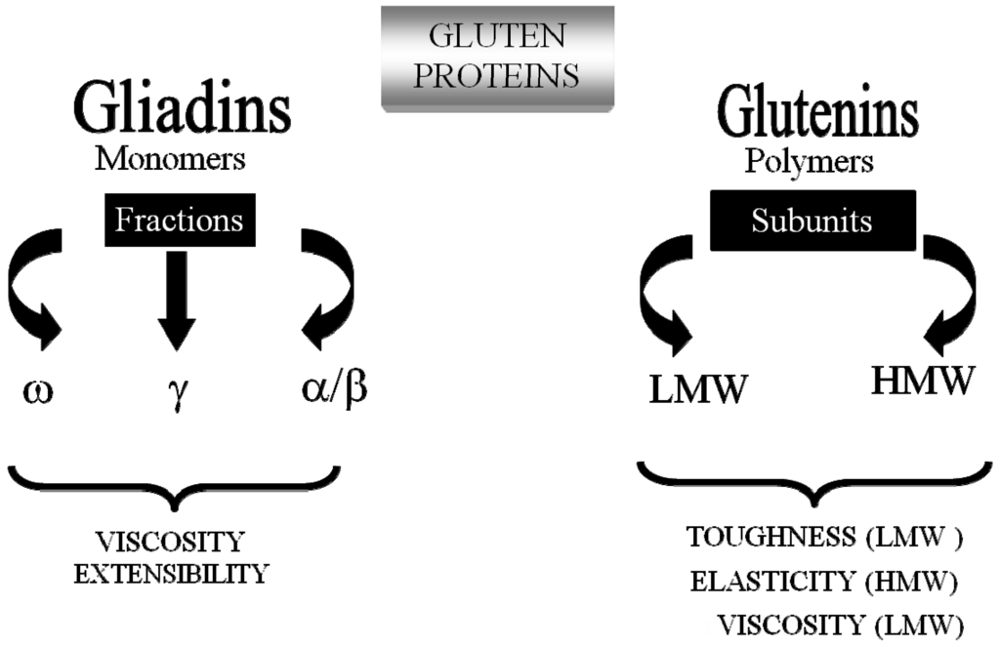 GLUTEN
PROTEINS
Gliadins
Monomers
Fractions
ω
γ
α/β
VISCOSITY
EXTENSIBILITY
Glutenins
Polymers
Subunits
LMW
HMW
TOUGHNESS (LMW )
ELASTICITY (HMW)
VISCOSITY (LMW)